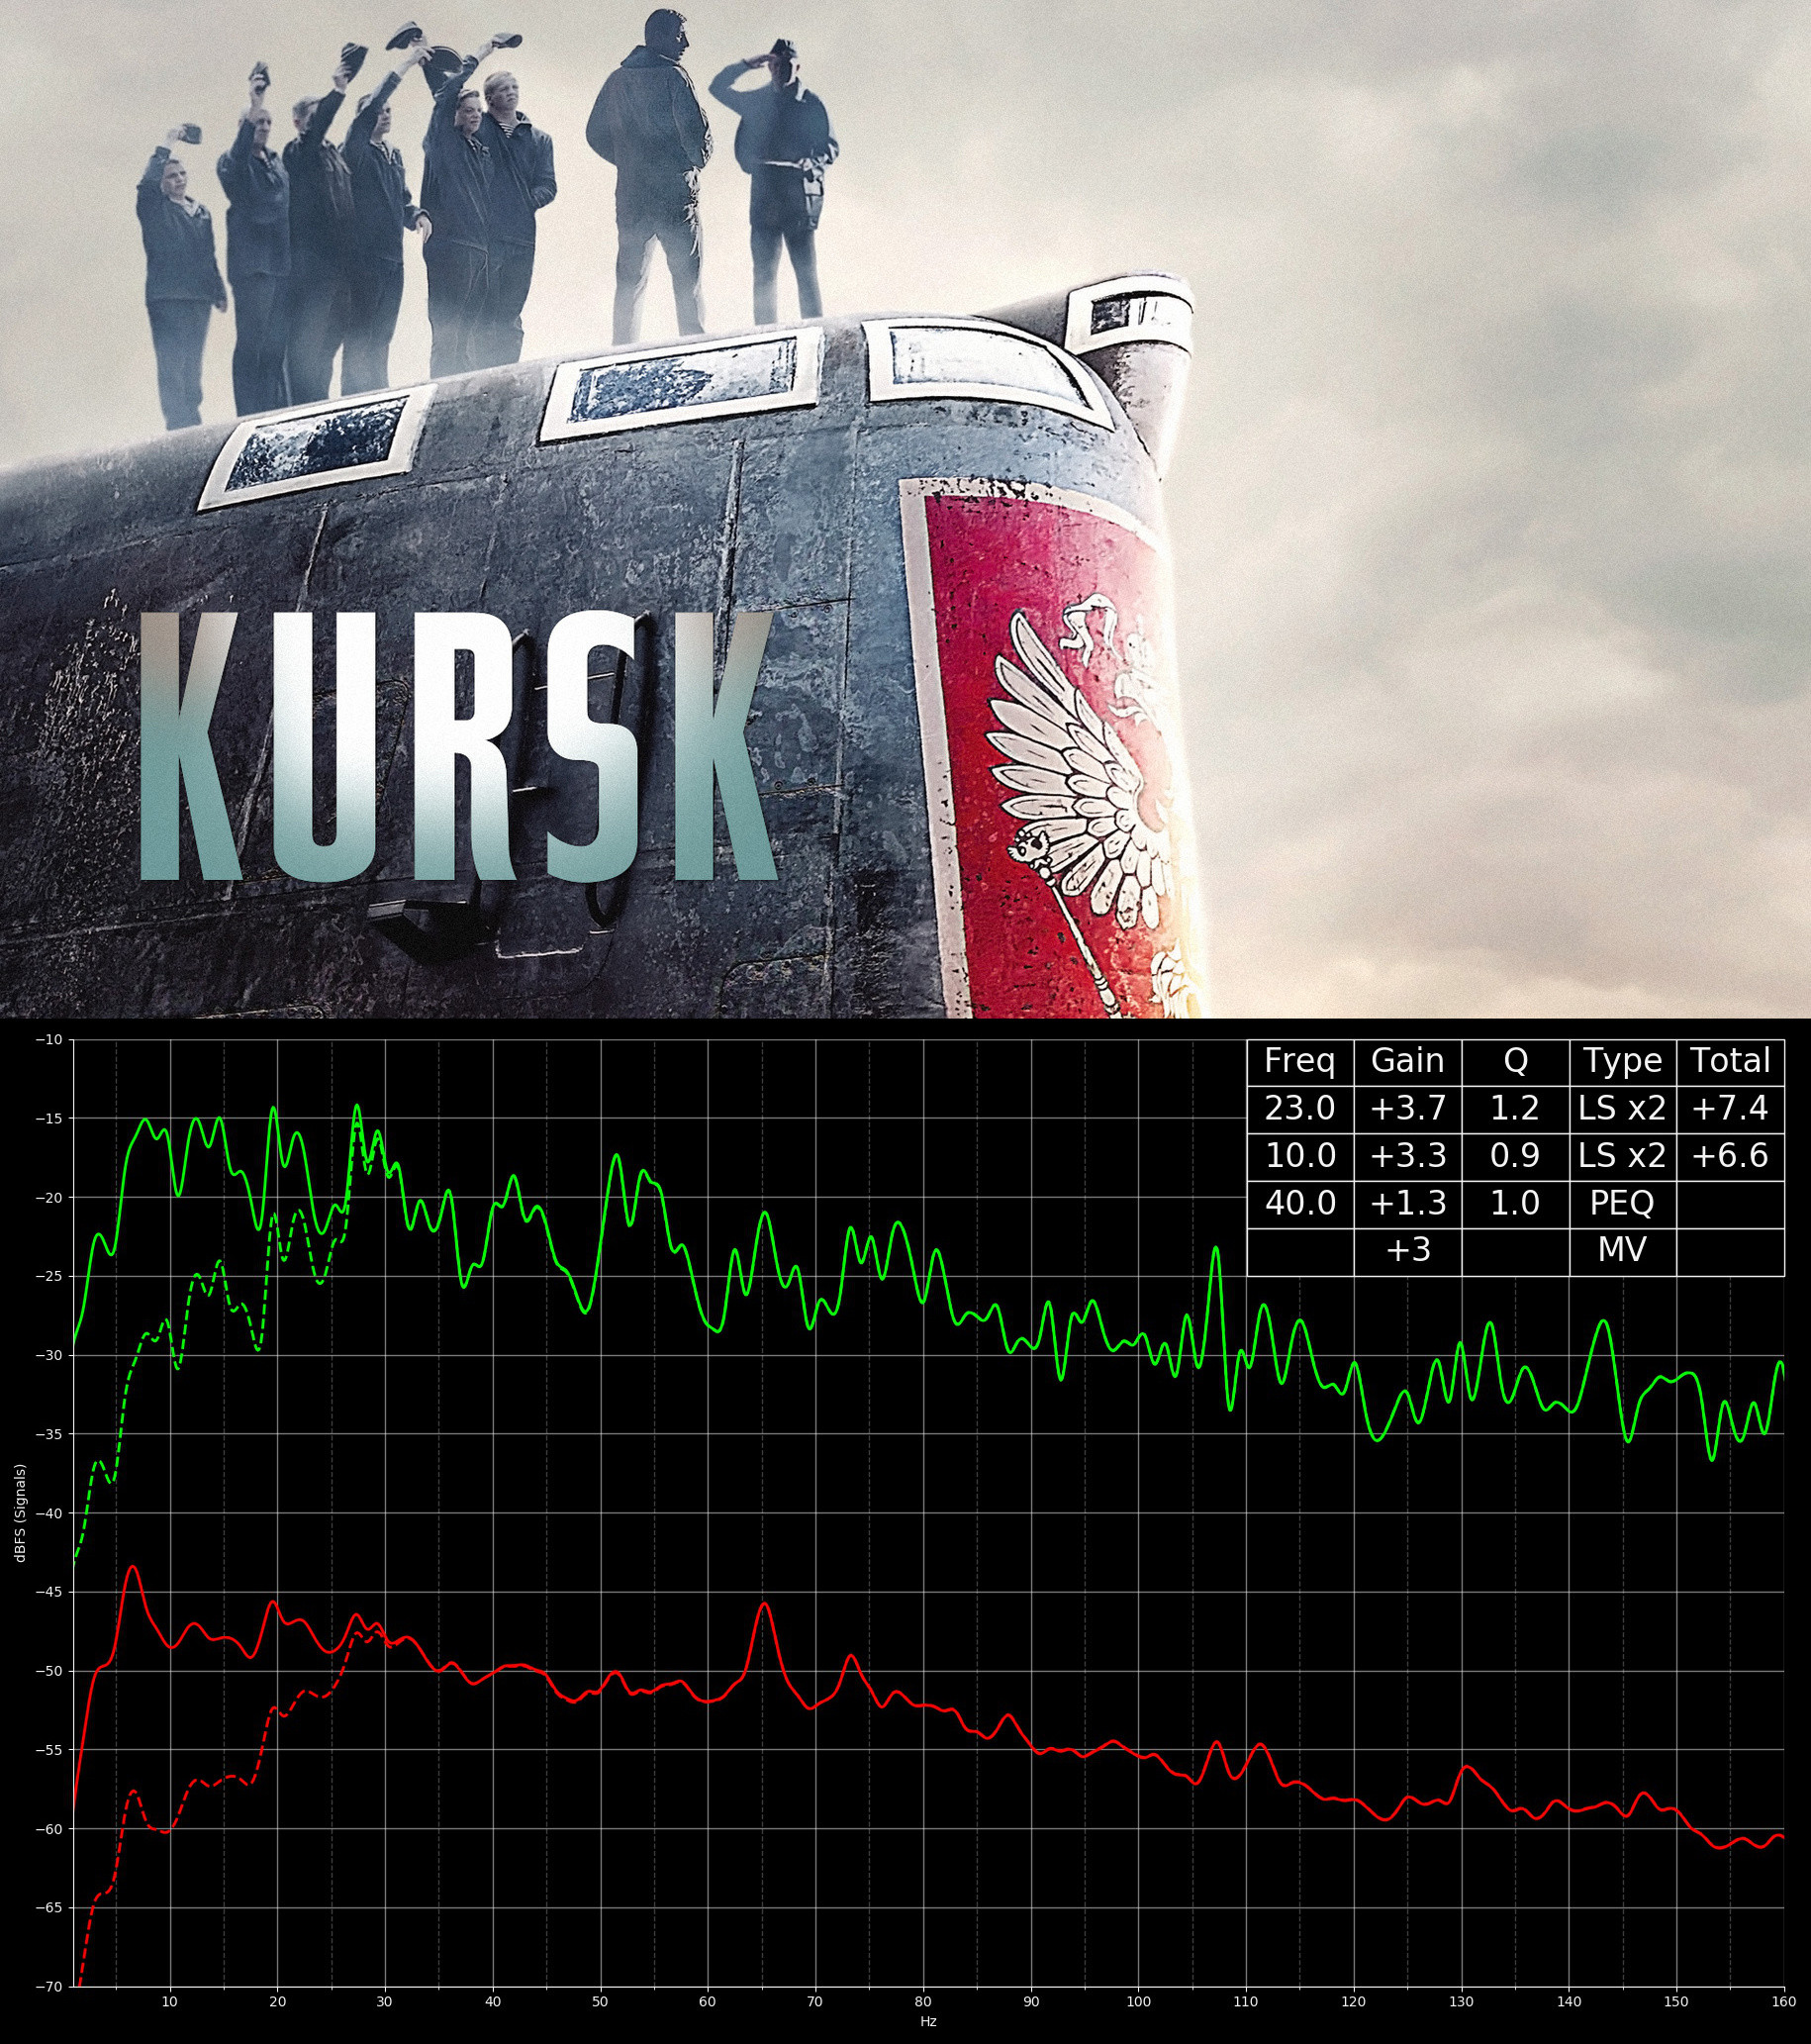 KURSK
Freq Gain Q Type Total
23.0 +3.7 1.2 LS x2 +7.4
10.0 +3.3 0.9 LS x2 +6.6
40.0 +1.3 1.0 PEQ
+3 MV
−10
−15
−20
−25
−30
−35
−40
−45
−50
−55
−60
−65
−70
dBFS (Signals)
10 20 30 40 50 60 70 80 90 100 110 120 130 140 150 160
Hz